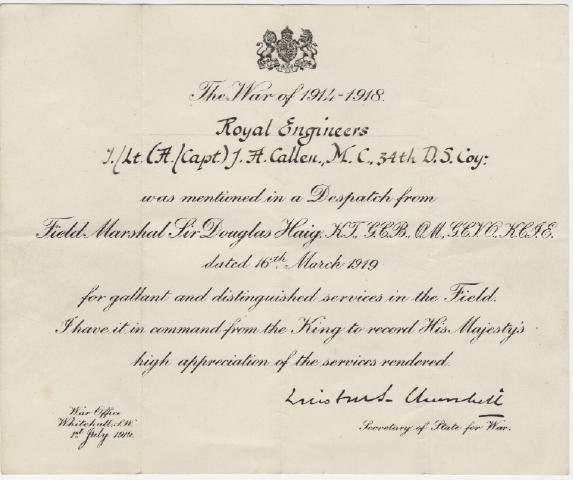 The War of 1914-1918.
Royal Engineers
T./Lt. (A./Capt) J. A. Callen, M.C., 34th D.S. Coy:
was mentioned in a Despatch from
Field Marshal Sir Douglas Haig, K.T., G.C.B., O.M., G.C.V.O., K.C.I.E.
dated 16th March 1919
for gallant and distinguished services in the Field.
I have it in command from the King to record His Majesty's
high appreciation of the services rendered.
Winston S. Churchill
War Office
Whitehall, S.W.
1st July 1919.
Secretary of State for War.